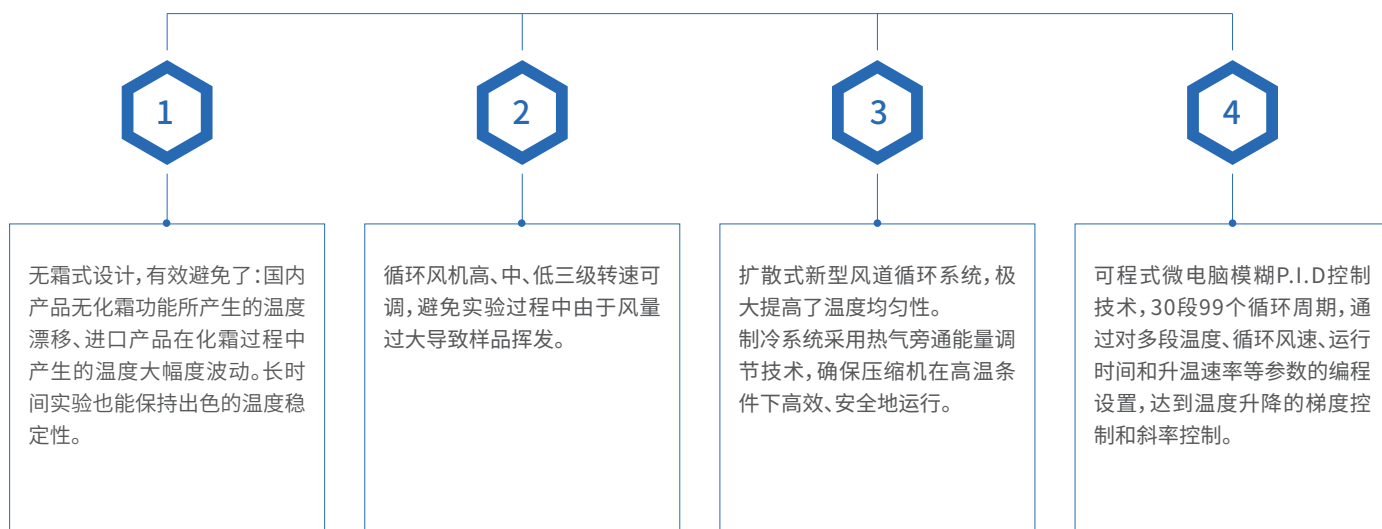 1
无霜式设计，有效避免了：国内
产品无化霜功能所产生的温度
漂移、进口产品在化霜过程中
产生的温度大幅度波动。长时
间实验也能保持出色的温度稳
定性。
2
循环风机高、中、低三级转速可
调，避免实验过程中由于风量
过大导致样品挥发。
3
扩散式新型风道循环系统，极
大提高了温度均匀性。
制冷系统采用热气旁通能量调
节技术，确保压缩机在高温条
件下高效、安全地运行。
4
可程式微电脑模糊P.I.D控制
技术，30段99个循环周期，通
过对多段温度、循环风速、运行
时间和升温速率等参数的编程
设置，达到温度升降的梯度控
制和斜率控制。